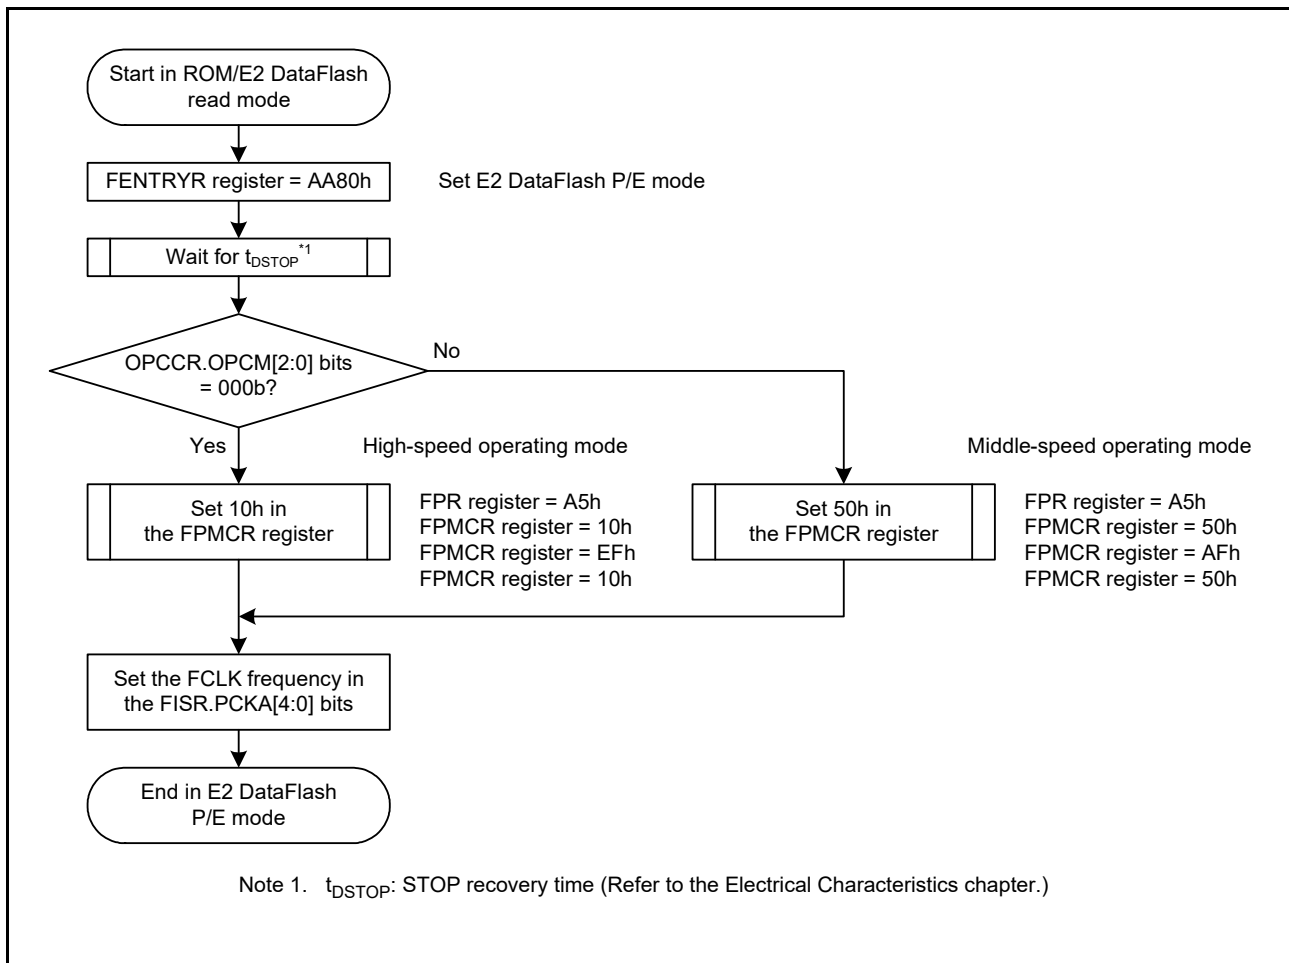 Start in ROM/E2 DataFlash
read mode
FENTRYR register = AA80h
Set E2 DataFlash P/E mode
Wait for tDSTOP*1
OPCCR.OPCM[2:0] bits
= 000b?
No
Yes
High-speed operating mode
Middle-speed operating mode
Set 10h in
the FPMCR register
FPR register = A5h
FPMCR register = 10h
FPMCR register = EFh
FPMCR register = 10h
Set 50h in
the FPMCR register
FPR register = A5h
FPMCR register = 50h
FPMCR register = AFh
FPMCR register = 50h
Set the FCLK frequency in
the FISR.PCKA[4:0] bits
End in E2 DataFlash
P/E mode
Note 1. tDSTOP: STOP recovery time (Refer to the Electrical Characteristics chapter.)